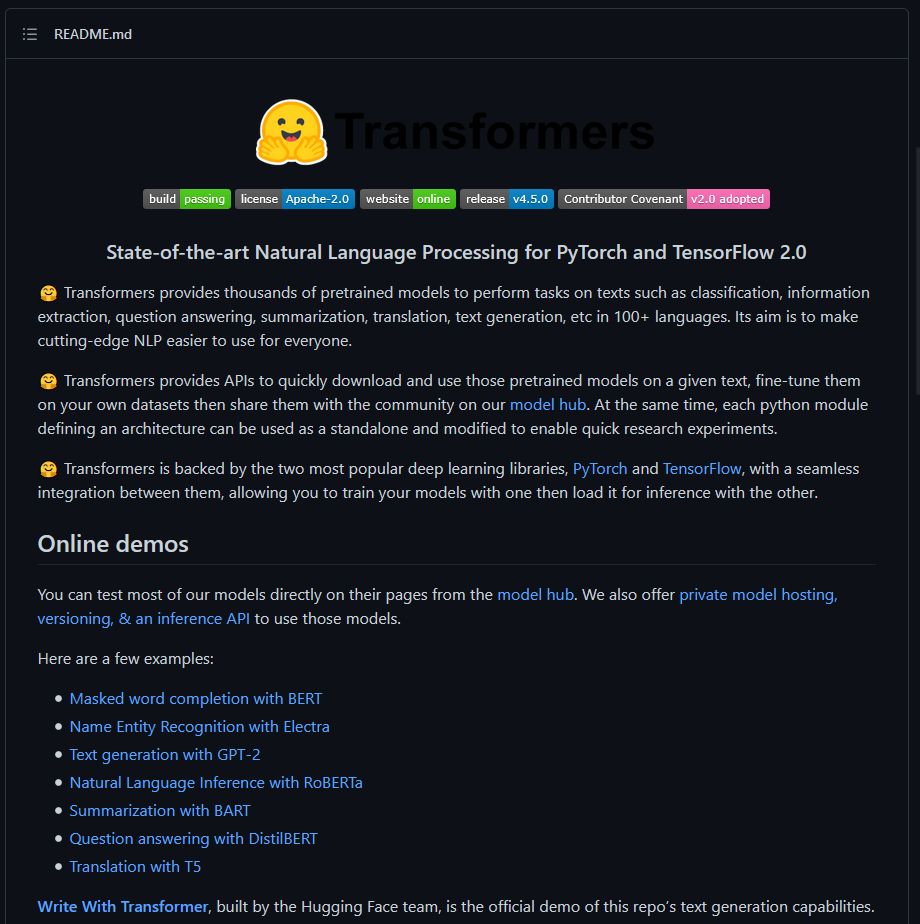 README.md
Transformers
build passing license Apache-2.0 website online release v4.5.0 Contributor Covenant v2.0 adopted
State-of-the-art Natural Language Processing for PyTorch and TensorFlow 2.0
🤗 Transformers provides thousands of pretrained models to perform tasks on texts such as classification, information
extraction, question answering, summarization, translation, text generation, etc in 100+ languages. Its aim is to make
cutting-edge NLP easier to use for everyone.
🤗 Transformers provides APIs to quickly download and use those pretrained models on a given text, fine-tune them
on your own datasets then share them with the community on our model hub. At the same time, each python module
defining an architecture can be used as a standalone and modified to enable quick research experiments.
🤗 Transformers is backed by the two most popular deep learning libraries, PyTorch and TensorFlow, with a seamless
integration between them, allowing you to train your models with one then load it for inference with the other.
Online demos
You can test most of our models directly on their pages from the model hub. We also offer private model hosting,
versioning, & an inference API to use those models.
Here are a few examples:
• Masked word completion with BERT
• Name Entity Recognition with Electra
• Text generation with GPT-2
• Natural Language Inference with RoBERTa
• Summarization with BART
• Question answering with DistilBERT
• Translation with T5
Write With Transformer, built by the Hugging Face team, is the official demo of this repo’s text generation capabilities.